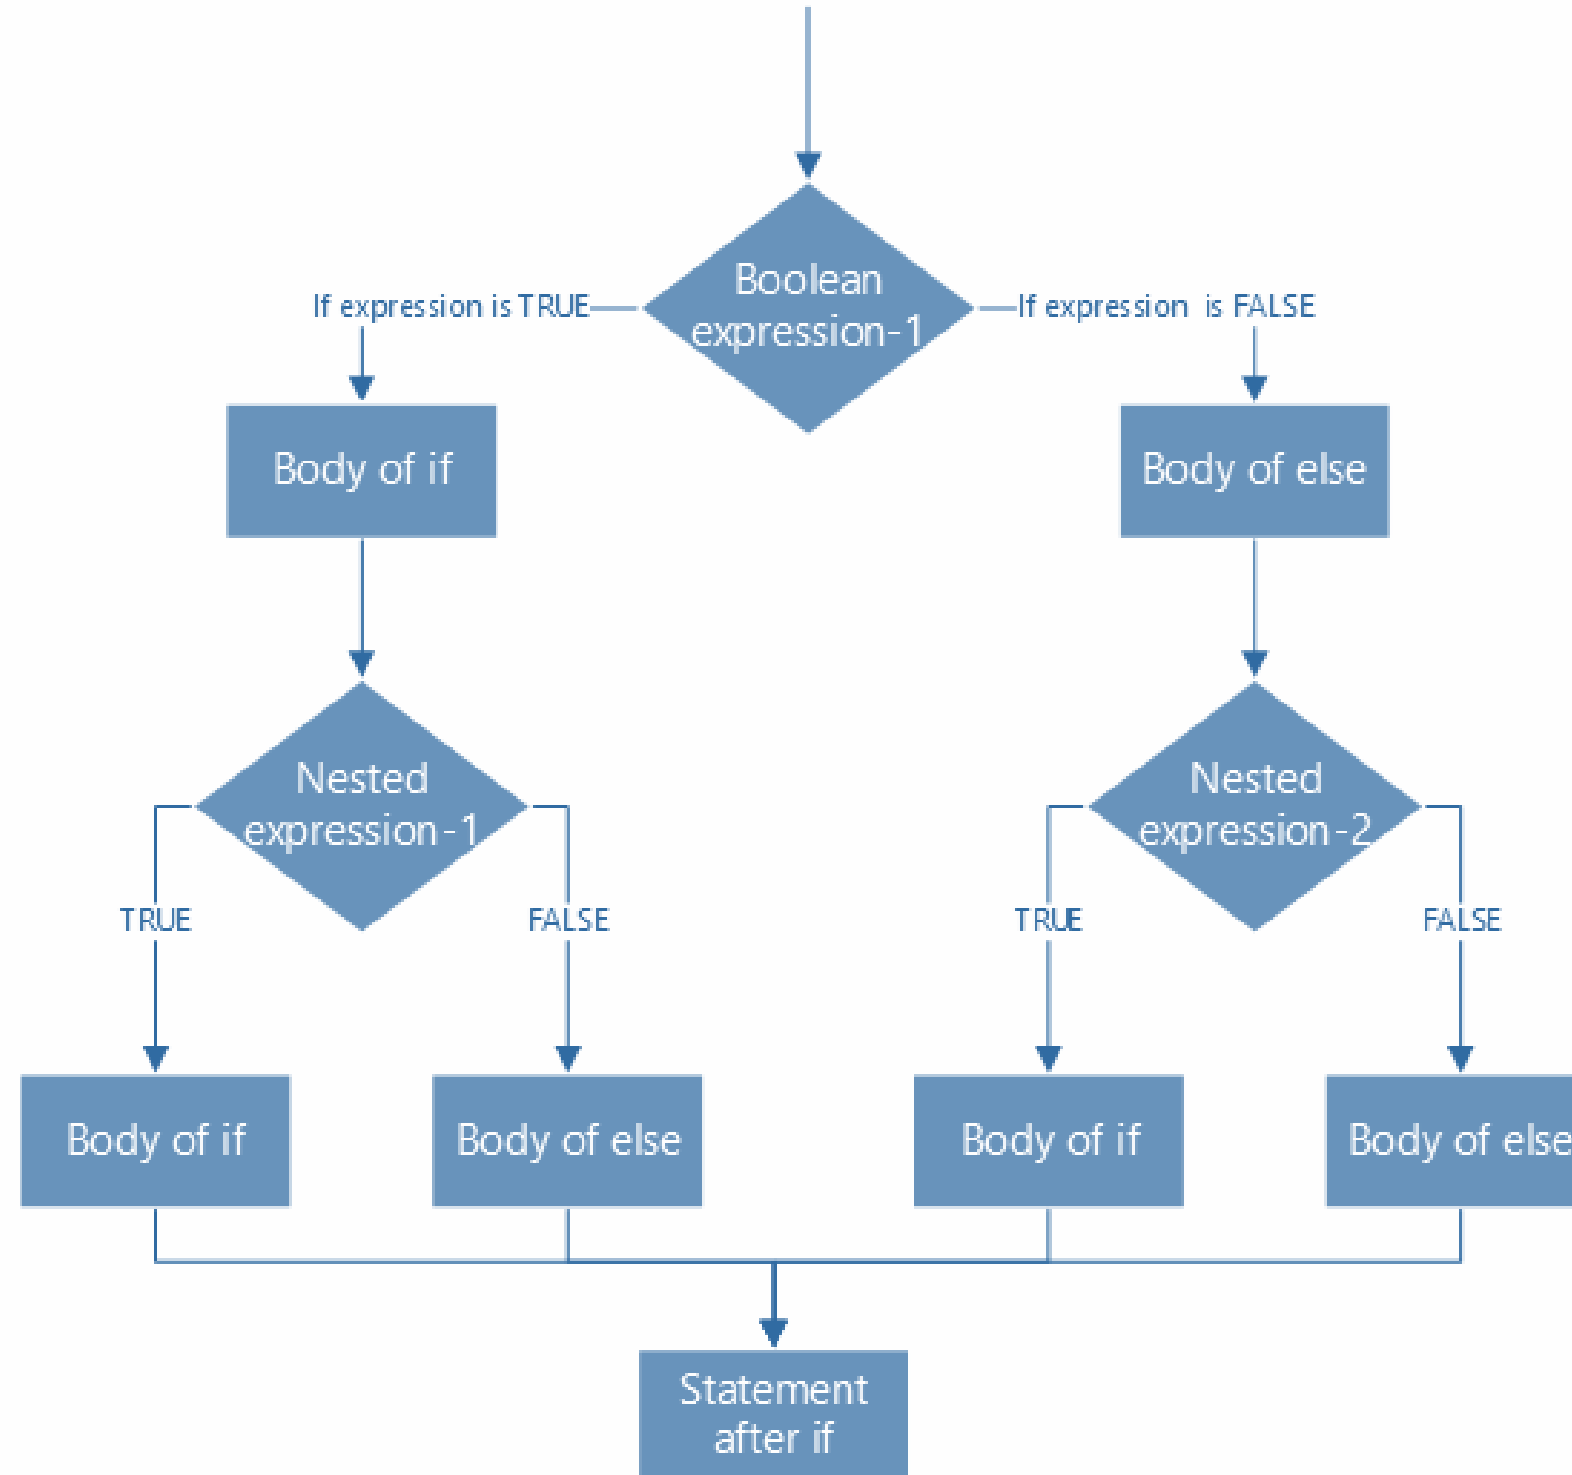 Boolean
expression-1
If expression is TRUE
If expression is FALSE
Body of if
Body of else
Nested
expression-1
Nested
expression-2
TRUE
FALSE
TRUE
FALSE
Body of if
Body of else
Body of if
Body of else
Statement
after if